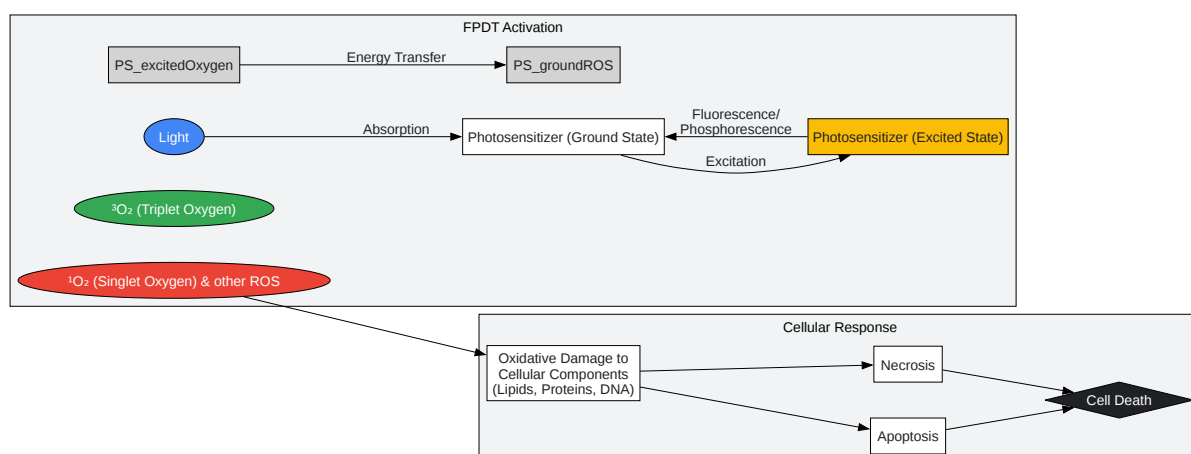 FPDT Activation
PS_excitedOxygen
Energy Transfer
PS_groundROS
Light
Absorption
Photosensitizer (Ground State)
Fluorescence/
Phosphorescence
Excitation
Photosensitizer (Excited State)
³O₂ (Triplet Oxygen)
¹O₂ (Singlet Oxygen) & other ROS
Cellular Response
Oxidative Damage to
Cellular Components
(Lipids, Proteins, DNA)
Necrosis
Apoptosis
Cell Death